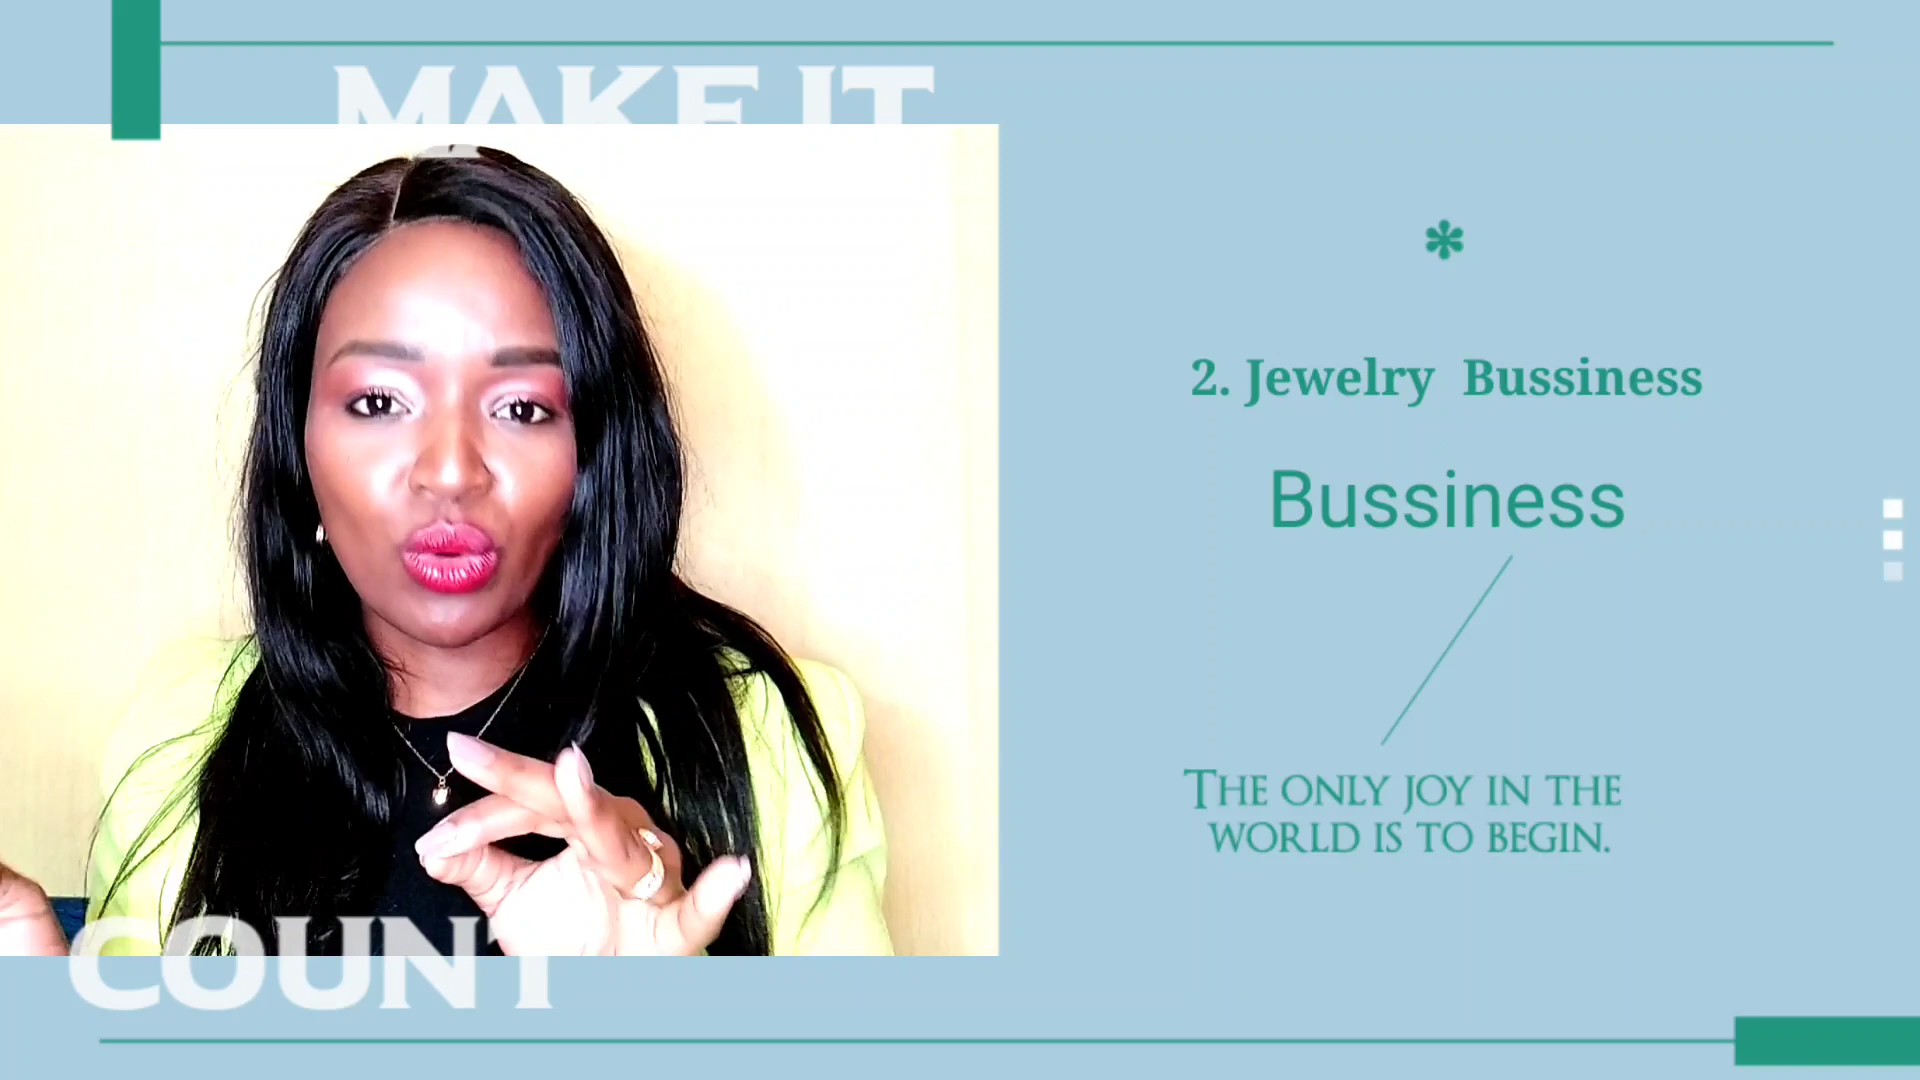 MAKE IT
COUNT
2. Jewelry Bussiness
Bussiness
THE ONLY JOY IN THE
WORLD IS TO BEGIN.